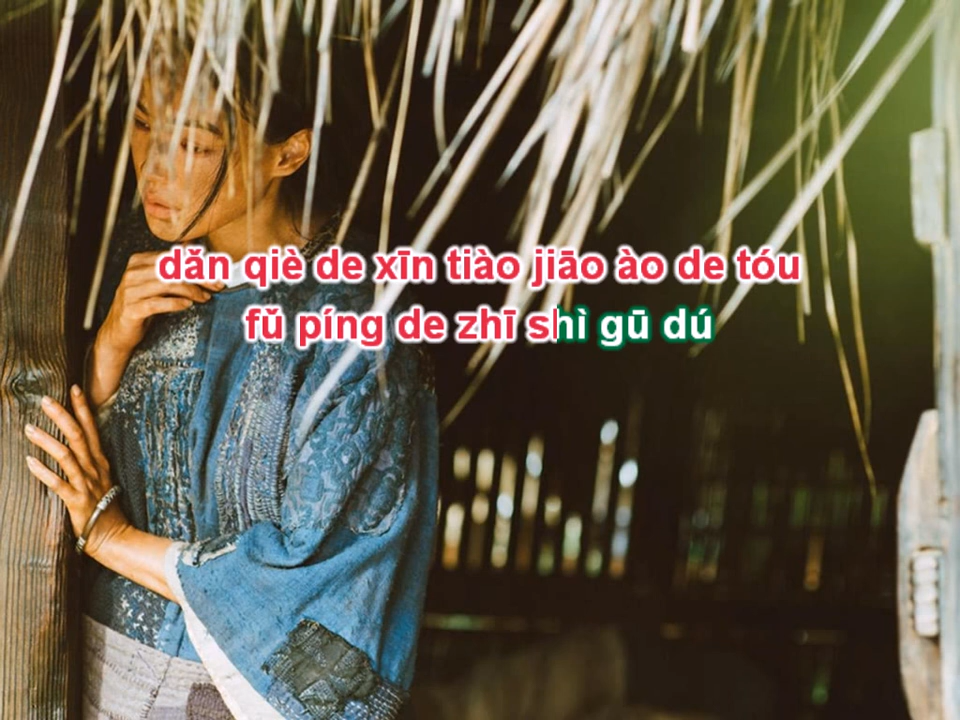 dǎn qiè de xīn tiào jiāo ào de tóu
fǔ píng de zhī shì gū dú